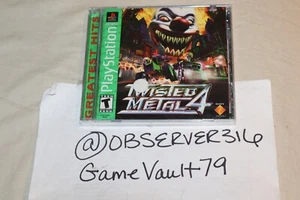 GREATEST HITS
PlayStation
TWISTED
METAL 4
@OBSERVER316
GameVault79